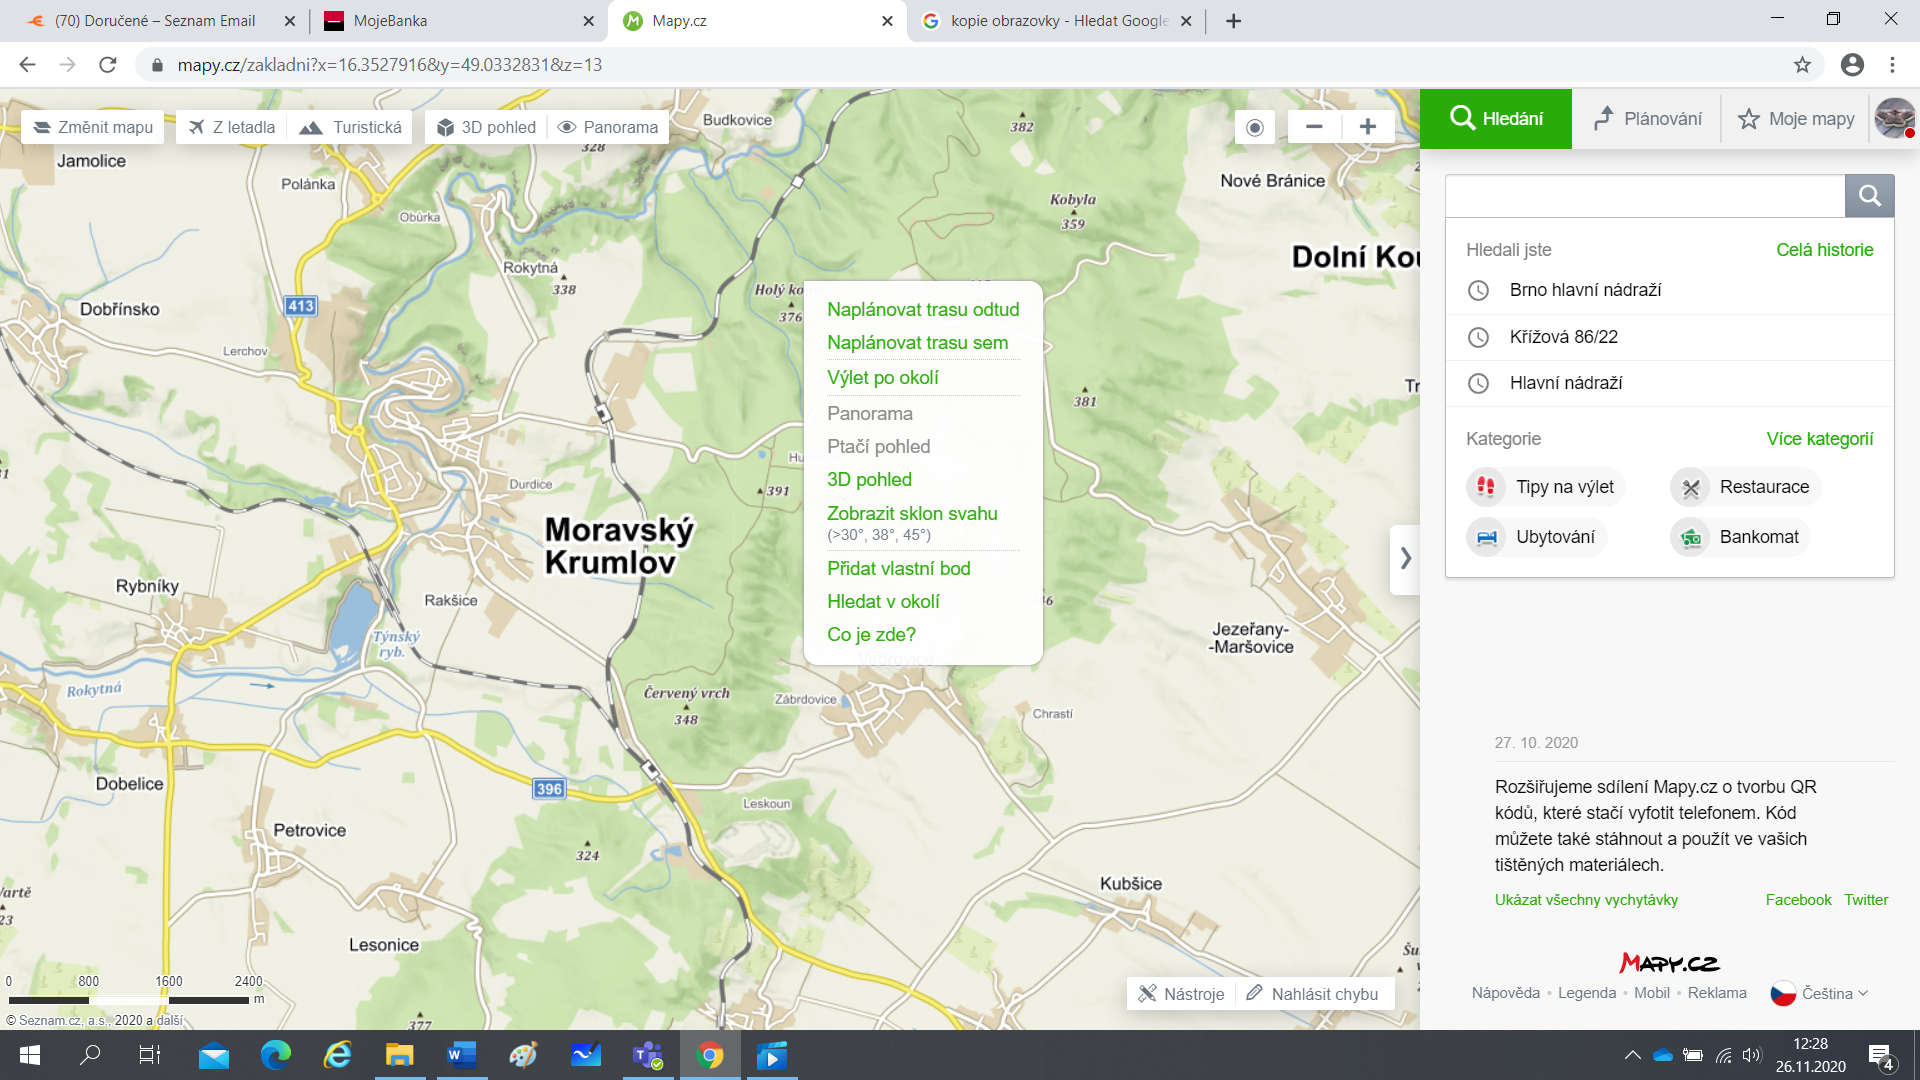 (70) Doručené – Seznam Email
MojeBanka
Mapy.cz
kopie obrazovky - Hledat Google
mapy.cz/zakladni?x=16.3527916&y=49.0332831&z=13
Změnit mapu
Z letadla
Turistická
3D pohled
Panorama
Hledání
Plánování
Moje mapy
Budkovice
382
328
Jamolice
Polánka
Obůrka
Nové Bránice
Kobyla
359
Dolní Kou
Rokytná
338
Holý ko
376
Dobřínsko
413
Lerchov
381
Tr
391
Hu
Durdice
Moravský
Krumlov
Rybníky
Rakšice
Týnský
ryb.
Rokytná
Jezeřany-
-Maršovice
Vedrovice
Červený vrch
348
Zábrdovice
Chrastí
Dobelice
396
Leskoun
Petrovice
324
Kubšice
Lesonice
377
Naplánovat trasu odtud
Naplánovat trasu sem
Výlet po okolí
Panorama
Ptačí pohled
3D pohled
Zobrazit sklon svahu
(>30°, 38°, 45°)
Přidat vlastní bod
Hledat v okolí
Co je zde?
Hledali jste
Celá historie
Brno hlavní nádraží
Křížová 86/22
Hlavní nádraží
Kategorie
Více kategorií
Tipy na výlet
Restaurace
Ubytování
Bankomat
27. 10. 2020
Rozšiřujeme sdílení Mapy.cz o tvorbu QR
kódů, které stačí vyfotit telefonem. Kód
můžete také stáhnout a použít ve vašich
tištěných materiálech.
Ukázat všechny vychytávky
Facebook
Twitter
Mapy.cz
Nápověda • Legenda • Mobil • Reklama
Čeština
0 800 1600 2400
m
© Seznam.cz, a.s., 2020 a další
Nástroje
Nahlásit chybu
12:28
26.11.2020
4